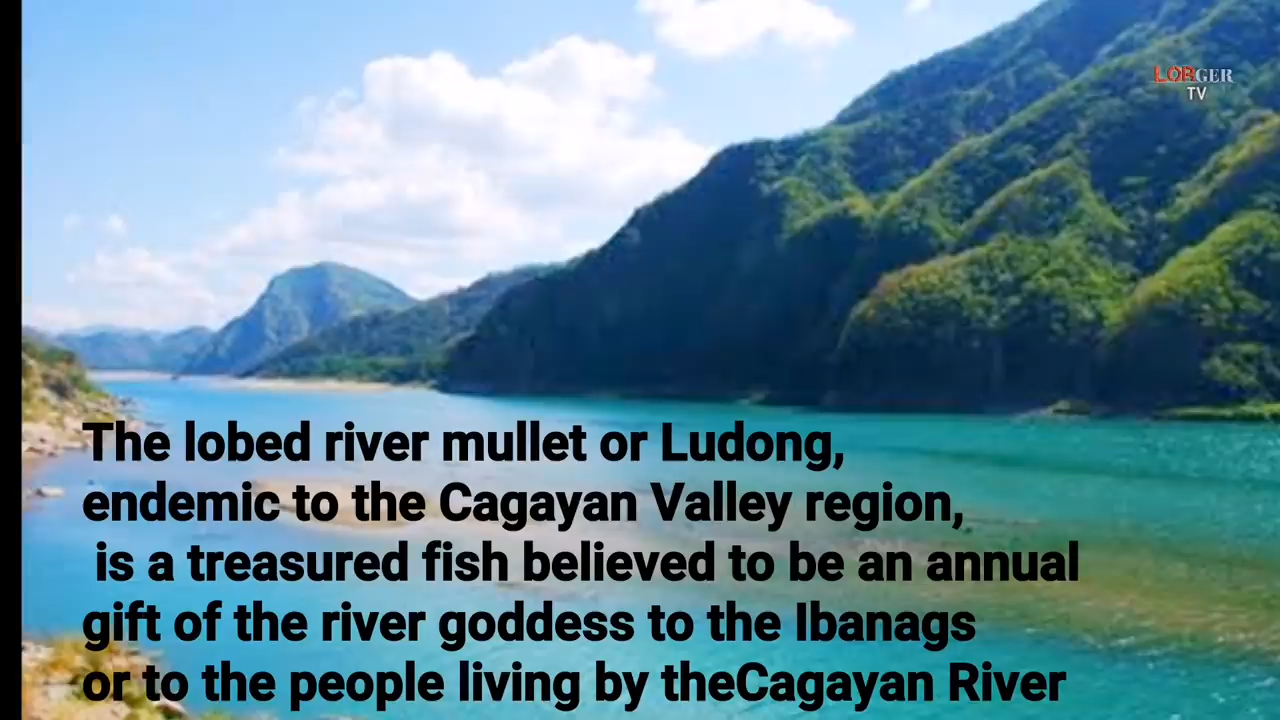 LORGER
TV
The lobed river mullet or Ludong,
endemic to the Cagayan Valley region,
is a treasured fish believed to be an annual
gift of the river goddess to the Ibanags
or to the people living by theCagayan River